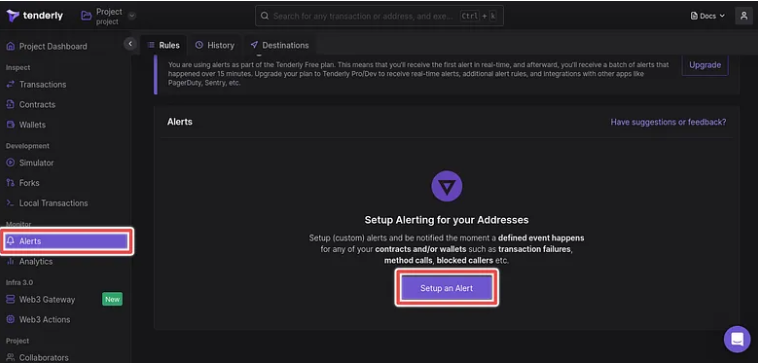 tenderly
Project
project
Search for any transaction or address, and exe...
Ctrl + k
Docs
Project Dashboard
Rules
History
Destinations
Inspect
Transactions
Contracts
Wallets
Development
Simulator
Forks
Local Transactions
Monitor
Alerts
Analytics
Infra 3.0
Web3 Gateway
New
Web3 Actions
Project
Collaborators
You are using alerts as part of the Tenderly Free plan. This means that you'll receive the first alert in real-time, and afterward, you'll receive a batch of alerts that
happened over 15 minutes. Upgrade your plan to Tenderly Pro/Dev to receive real-time alerts, additional alert rules, and integrations with other apps like
PagerDuty, Sentry, etc.
Upgrade
Alerts
Have suggestions or feedback?
Setup Alerting for your Addresses
Setup (custom) alerts and be notified the moment a defined event happens
for any of your contracts and/or wallets such as transaction failures,
method calls, blocked callers etc.
Setup an Alert